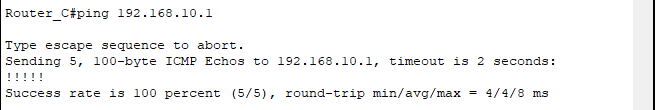 Router_C#ping 192.168.10.1
Type escape sequence to abort.
Sending 5, 100-byte ICMP Echos to 192.168.10.1, timeout is 2 seconds:
!!!!!
Success rate is 100 percent (5/5), round-trip min/avg/max = 4/4/8 ms